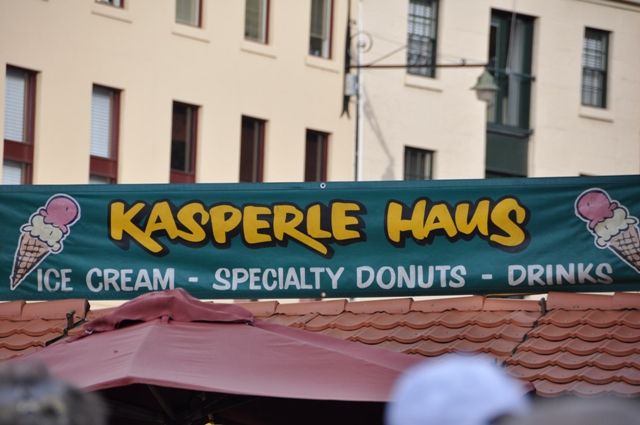 KASPERLE HAUS
ICE CREAM - SPECIALTY DONUTS - DRINKS